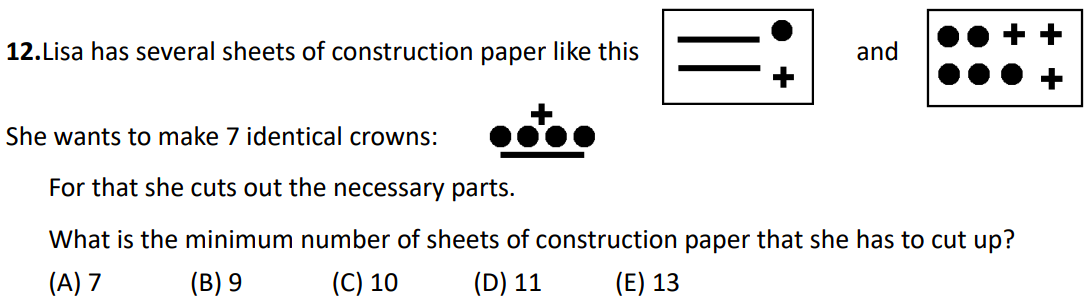 12.Lisa has several sheets of construction paper like this and
She wants to make 7 identical crowns:
For that she cuts out the necessary parts.
What is the minimum number of sheets of construction paper that she has to cut up?
(A) 7 (B) 9 (C) 10 (D) 11 (E) 13